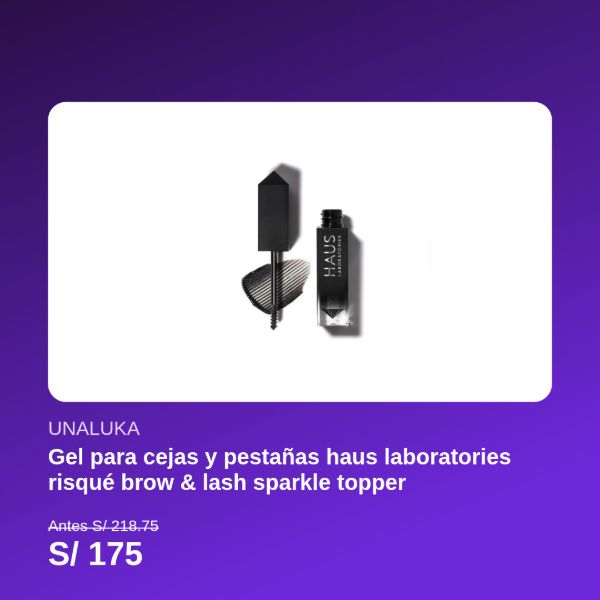 HAUS
LABORATORIES
UNALUKA
Gel para cejas y pestañas haus laboratories
risqué brow & lash sparkle topper
Antes S/ 218.75
S/ 175